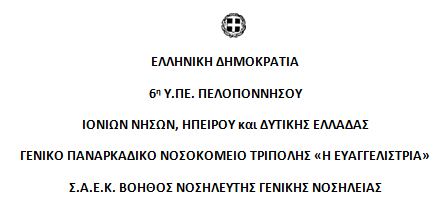 ΕΛΛΗΝΙΚΗ ΔΗΜΟΚΡΑΤΙΑ
6η Υ.ΠΕ. ΠΕΛΟΠΟΝΝΗΣΟΥ
ΙΟΝΙΩΝ ΝΗΣΩΝ, ΗΠΕΙΡΟΥ και ΔΥΤΙΚΗΣ ΕΛΛΑΔΑΣ
ΓΕΝΙΚΟ ΠΑΝΑΡΚΑΔΙΚΟ ΝΟΣΟΚΟΜΕΙΟ ΤΡΙΠΟΛΗΣ «Η ΕΥΑΓΓΕΛΙΣΤΡΙΑ»
Σ.Α.Ε.Κ. ΒΟΗΘΟΣ ΝΟΣΗΛΕΥΤΗΣ ΓΕΝΙΚΗΣ ΝΟΣΗΛΕΙΑΣ